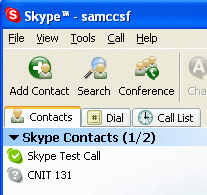 Skype™ - samccsf
File View Tools Call Help
Add Contact Search Conference Cha
Contacts Dial Call List
Skype Contacts (1/2)
Skype Test Call
CNIT 131